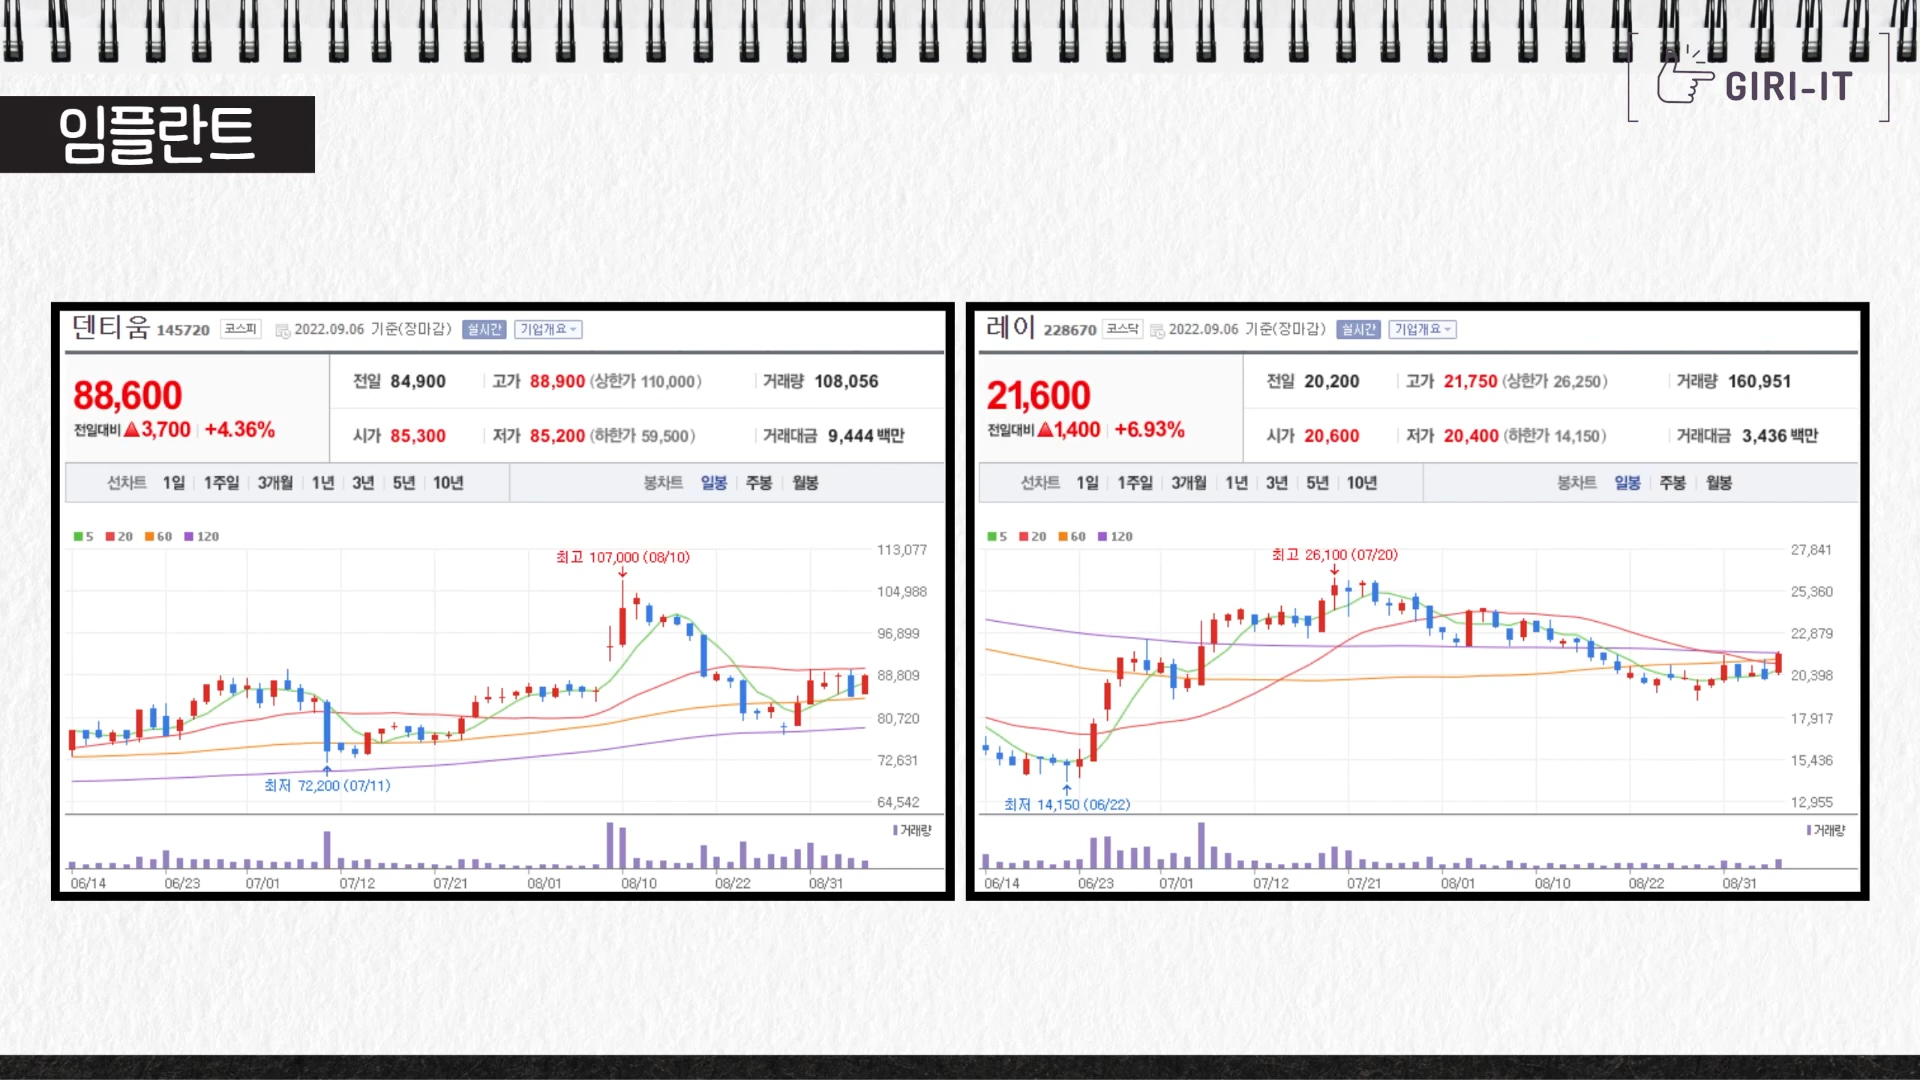 GIRI-IT
임플란트
덴티움 145720 코스피 2022.09.06 기준(장마감) 실시간 기업개요
88,600
전일대비 ▲3,700 +4.36%
전일 84,900 고가 88,900 (상한가 110,000) 거래량 108,056
시가 85,300 저가 85,200 (하한가 59,500) 거래대금 9,444 백만
선차트 1일 1주일 3개월 1년 3년 5년 10년 봉차트 일봉 주봉 월봉
5 20 60 120
최고 107,000 (08/10)
최저 72,200 (07/11)
113,077
104,988
96,899
88,809
80,720
72,631
64,542
거래량
06/14 06/23 07/01 07/12 07/21 08/01 08/10 08/22 08/31
레이 228670 코스닥 2022.09.06 기준(장마감) 실시간 기업개요
21,600
전일대비 ▲1,400 +6.93%
전일 20,200 고가 21,750 (상한가 26,250) 거래량 160,951
시가 20,600 저가 20,400 (하한가 14,150) 거래대금 3,436 백만
선차트 1일 1주일 3개월 1년 3년 5년 10년 봉차트 일봉 주봉 월봉
5 20 60 120
최고 26,100 (07/20)
최저 14,150 (06/22)
27,841
25,360
22,879
20,398
17,917
15,436
12,955
거래량
06/14 06/23 07/01 07/12 07/21 08/01 08/10 08/22 08/31